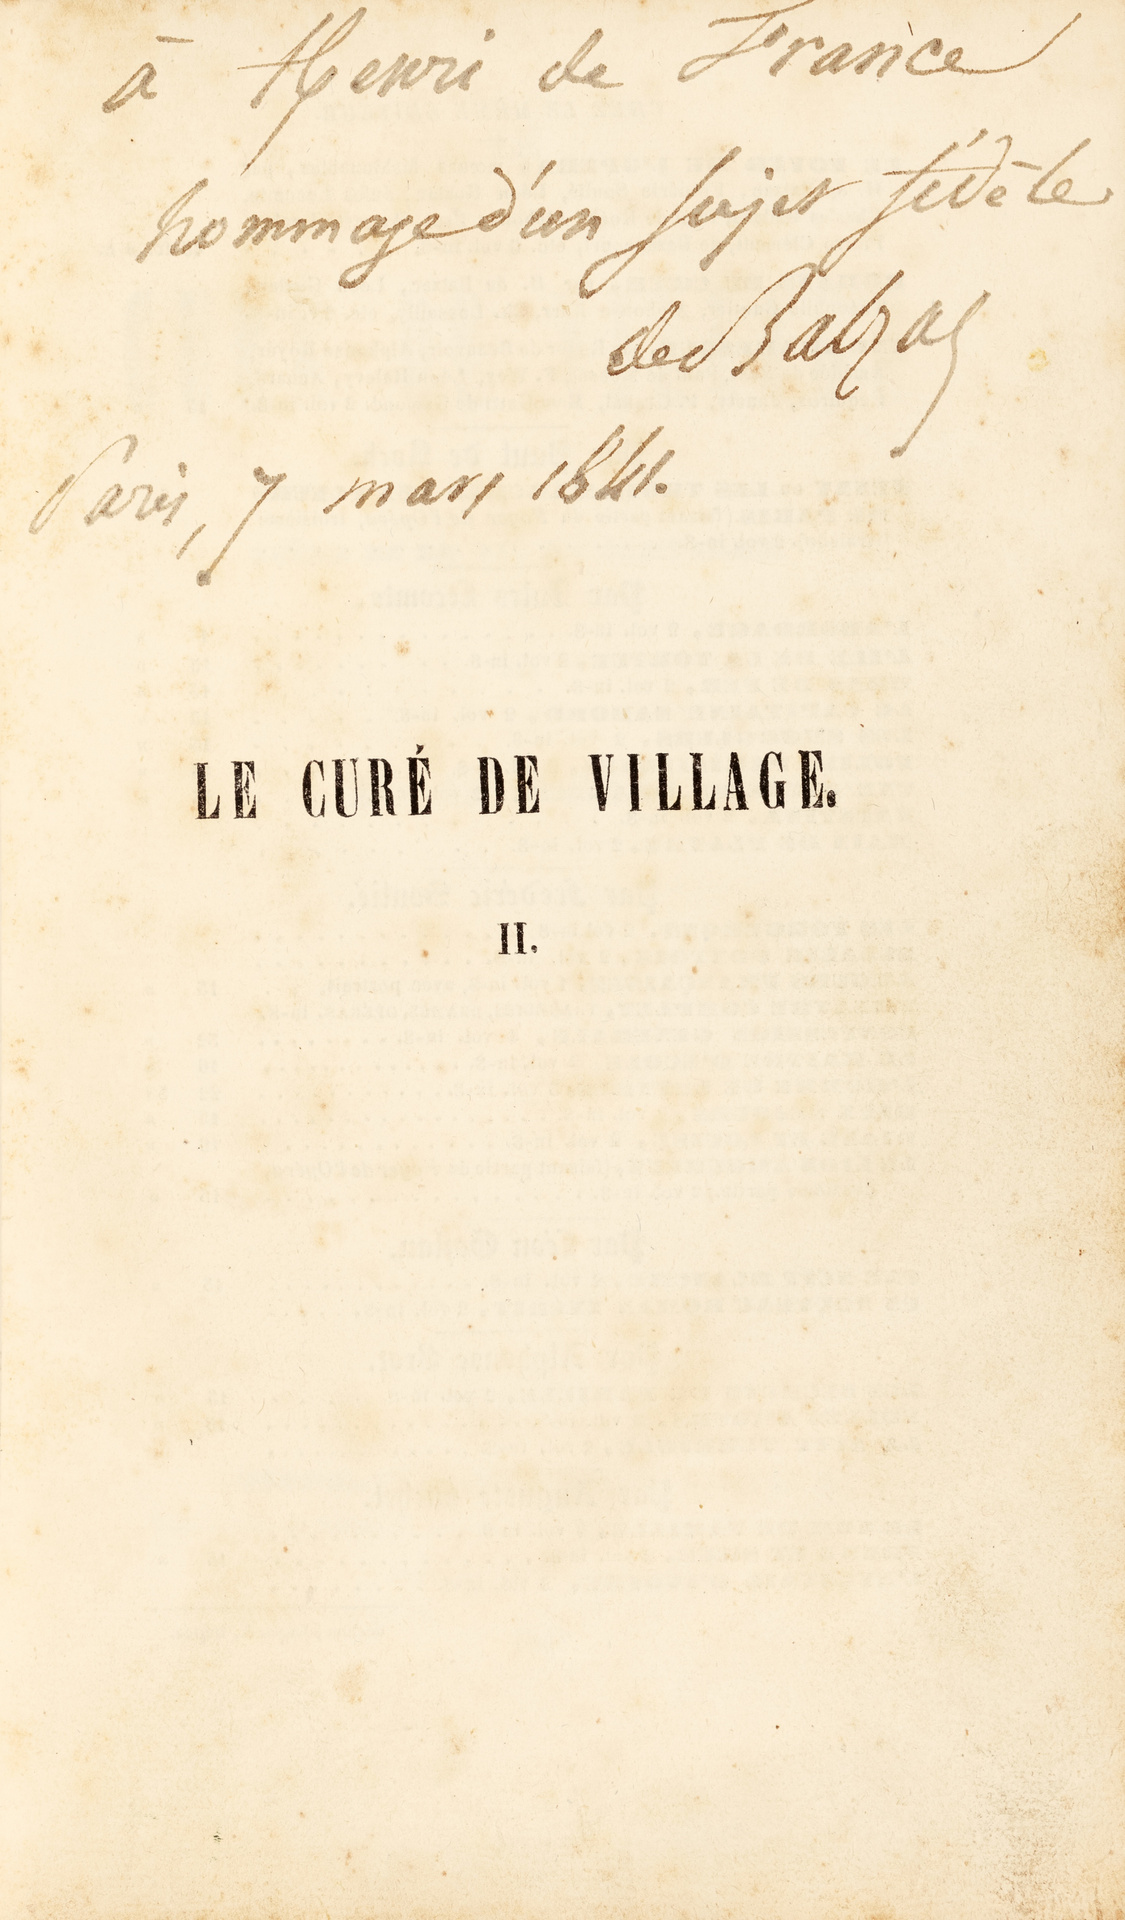 à Henri de France
hommage d'un sujet fidèle
de Balzac
Paris, 7 mars 1841.
LE CURÉ DE VILLAGE.
II.